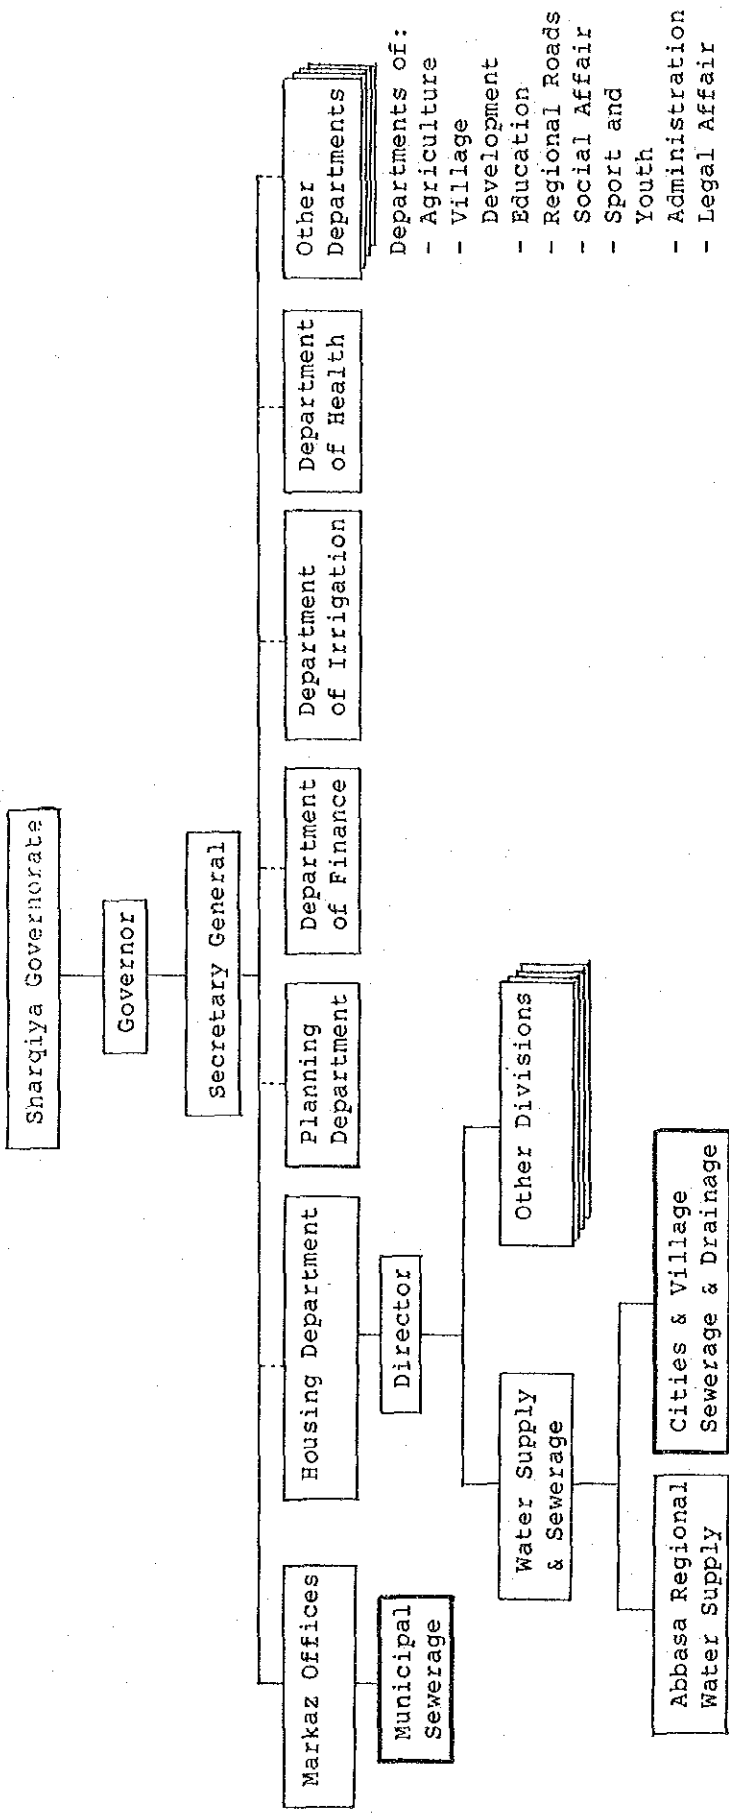 Sharqiya Governorate
Governor
Secretary General
Markaz Offices
Municipal
Sewerage
Housing Department
Director
Water Supply
& Sewerage
Abbasa Regional
Water Supply
Cities & Village
Sewerage & Drainage
Other Divisions
Planning
Department
Department
of Finance
Department
of Irrigation
Department
of Health
Other
Departments
Departments of:
- Agriculture
- Village
Development
- Education
- Regional Roads
- Social Affair
- Sport and
Youth
- Administration
- Legal Affair